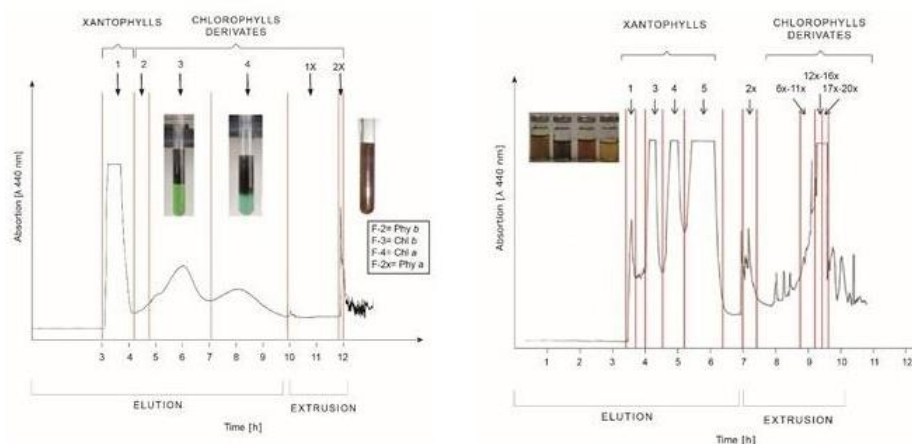 XANTOPHYLLS
CHLOROPHYLLS
DERIVATES
1 2 3 4 1X 2X
Absortion [λ 440 nm]
F-2= Phy b
F-3= Chl b
F-4= Chl a
F-2x= Phy a
3 4 5 6 7 8 9 10 11 12
ELUTION EXTRUSION
Time [h]
XANTOPHYLLS
CHLOROPHYLLS
DERIVATES
12x-16x
1 3 4 5 2x 6x-11x 17x-20x
Absortion [λ 440 nm]
1 2 3 4 5 6 7 8 9 10 11 12
ELUTION EXTRUSION
Time [h]